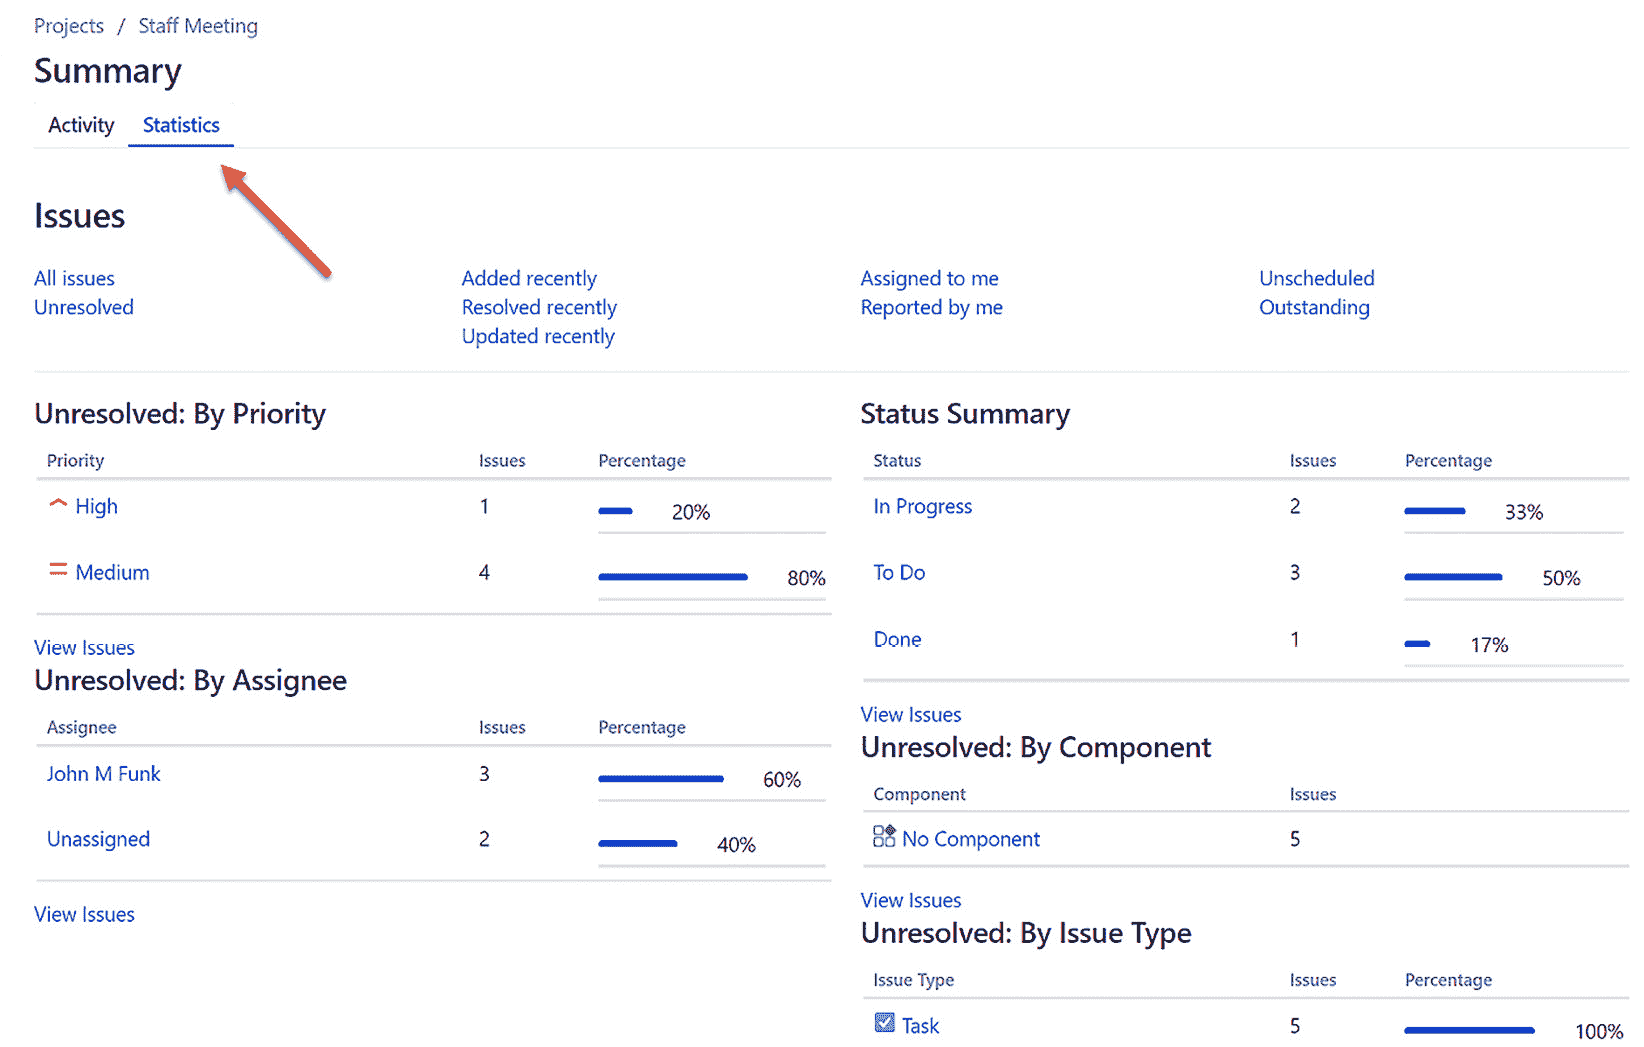 Projects / Staff Meeting
Summary
Activity Statistics
Issues
All issues Added recently Assigned to me Unscheduled
Unresolved Resolved recently Reported by me Outstanding
Updated recently
Unresolved: By Priority
Priority Issues Percentage
High 1 20%
Medium 4 80%
View Issues
Unresolved: By Assignee
Assignee Issues Percentage
John M Funk 3 60%
Unassigned 2 40%
View Issues
Status Summary
Status Issues Percentage
In Progress 2 33%
To Do 3 50%
Done 1 17%
View Issues
Unresolved: By Component
Component Issues
No Component 5
View Issues
Unresolved: By Issue Type
Issue Type Issues Percentage
Task 5 100%